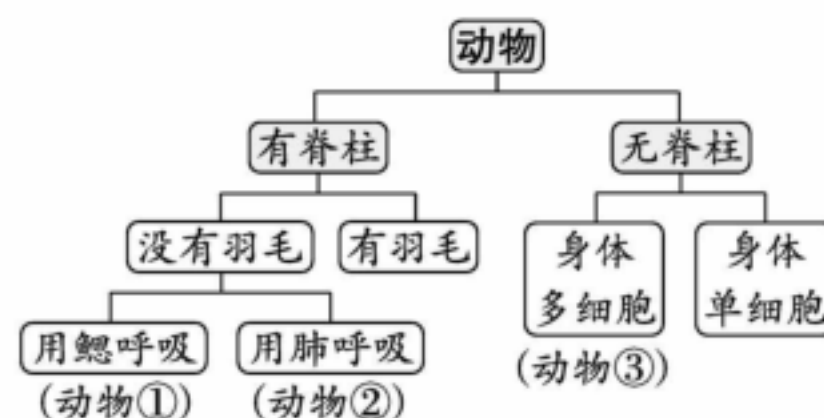 动物
有脊柱
无脊柱
没有羽毛
有羽毛
身体
多细胞
身体
单细胞
用鳃呼吸
用肺呼吸
(动物①)
(动物②)
(动物③)